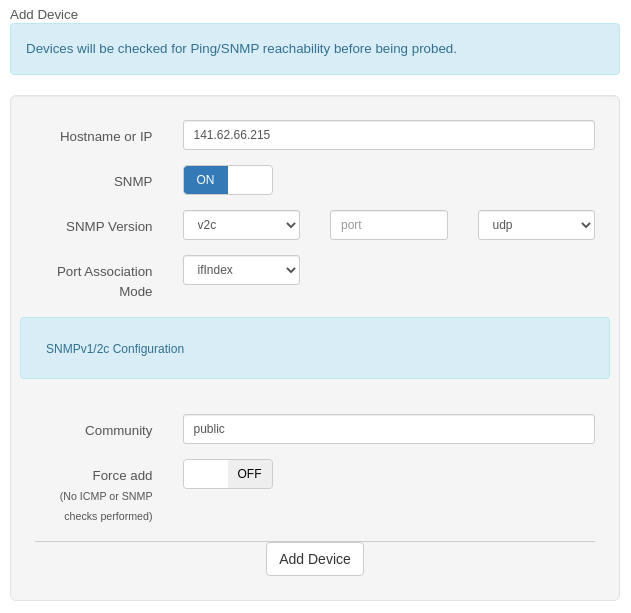 Add Device
Devices will be checked for Ping/SNMP reachability before being probed.
Hostname or IP 141.62.66.215
SNMP ON
SNMP Version v2c port udp
Port Association
Mode ifIndex
SNMPv1/2c Configuration
Community public
Force add OFF
(No ICMP or SNMP
checks performed)
Add Device